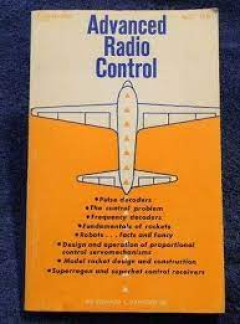 Advanced
Radio
Control
•Pulse decoders
•The control problem
•Frequency decoders
•Fundamentals of rockets
•Robots... facts and fancy
•Design and operation of proportional
control servomechanisms
•Model rocket design and construction
•Superregen and superhet control receivers